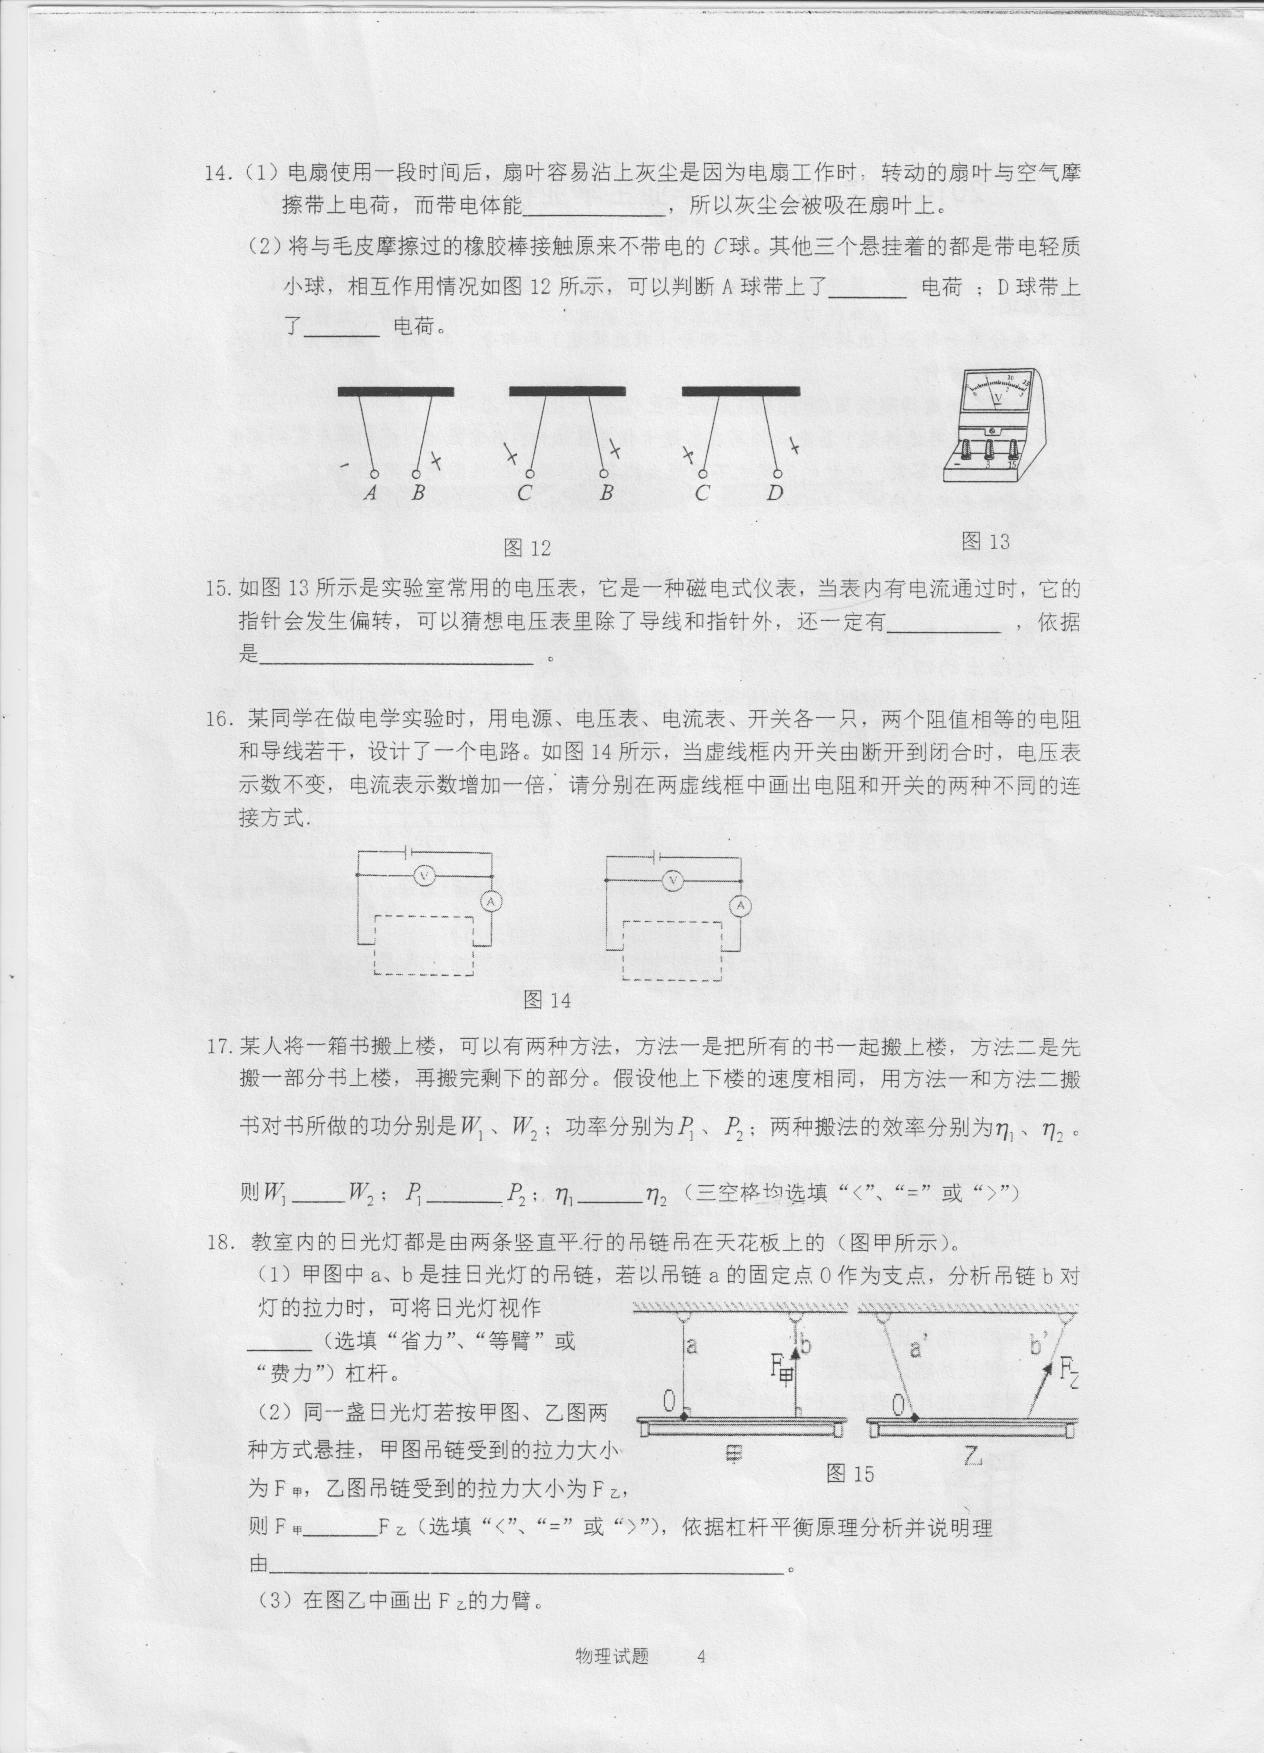 14.（1）电扇使用一段时间后，扇叶容易沾上灰尘是因为电扇工作时，转动的扇叶与空气摩
擦带上电荷，而带电体能____________，所以灰尘会被吸在扇叶上。
（2）将与毛皮摩擦过的橡胶棒接触原来不带电的 C球。其他三个悬挂着的都是带电轻质
小球，相互作用情况如图 12 所示，可以判断 A 球带上了_______ 电荷 ；D 球带上
了_______ 电荷。
- A B +
+ C B +
+ C D +
图 12
图 13
15. 如图 13 所示是实验室常用的电压表，它是一种磁电式仪表，当表内有电流通过时，它的
指针会发生偏转，可以猜想电压表里除了导线和指针外，还一定有__________ ，依据
是________________________ 。
16. 某同学在做电学实验时，用电源、电压表、电流表、开关各一只，两个阻值相等的电阻
和导线若干，设计了一个电路。如图 14 所示，当虚线框内开关由断开到闭合时，电压表
示数不变，电流表示数增加一倍，请分别在两虚线框中画出电阻和开关的两种不同的连
接方式.
V A V A
图 14
17. 某人将一箱书搬上楼，可以有两种方法，方法一是把所有的书一起搬上楼，方法二是先
搬一部分书上楼，再搬完剩下的部分。假设他上下楼的速度相同，用方法一和方法二搬
书对书所做的功分别是W₁、W₂；功率分别为P₁、P₂；两种搬法的效率分别为η₁、η₂。
则W₁_____W₂；P₁_______P₂；η₁______η₂（三空格均选填“<”、“=”或“>”）
18. 教室内的日光灯都是由两条竖直平行的吊链吊在天花板上的（图甲所示）。
（1）甲图中 a、b 是挂日光灯的吊链，若以吊链 a 的固定点 O 作为支点，分析吊链 b 对
灯的拉力时，可将日光灯视作
______（选填“省力”、“等臂”或
“费力”）杠杆。
（2）同一盏日光灯若按甲图、乙图两
种方式悬挂，甲图吊链受到的拉力大小
为 F甲，乙图吊链受到的拉力大小为 F乙，
则 F甲_______F乙（选填“<”、“=”或“>”），依据杠杆平衡原理分析并说明理
由______________________________________________。
（3）在图乙中画出 F乙的力臂。
a b F甲 O 甲
a' b' F乙 O 乙
图 15
物理试题 4